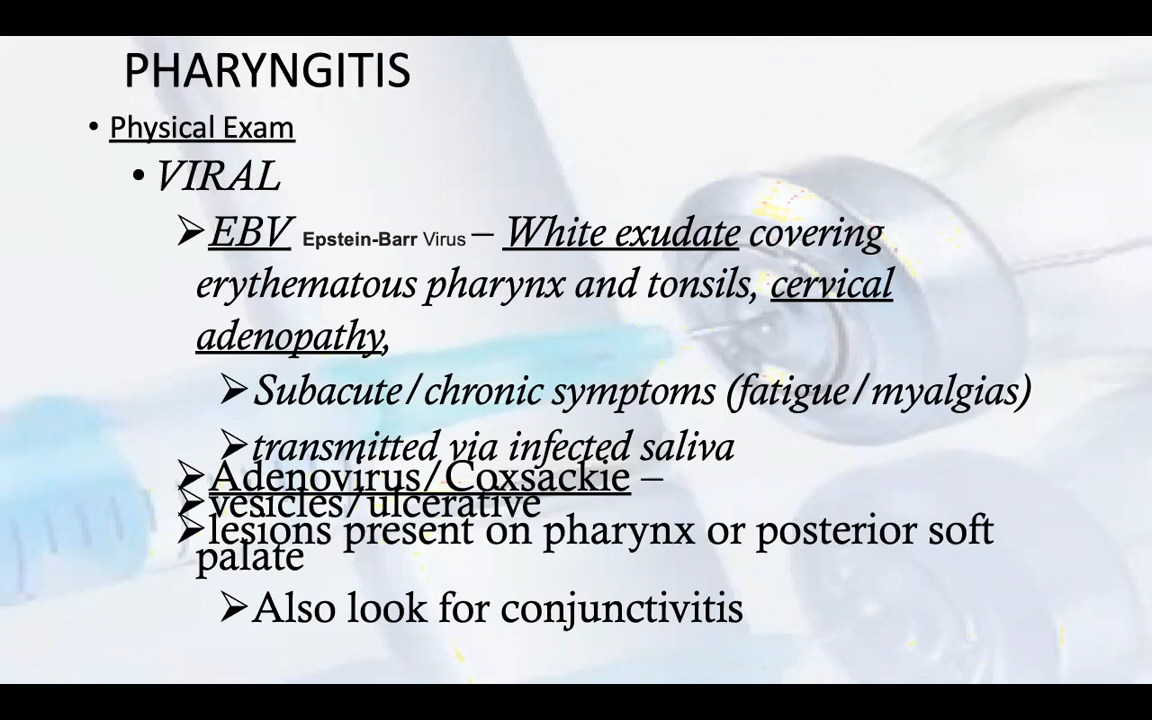 PHARYNGITIS
• Physical Exam
• VIRAL
➢EBV Epstein-Barr Virus – White exudate covering
erythematous pharynx and tonsils, cervical
adenopathy,
➢Subacute/chronic symptoms (fatigue/myalgias)
➢transmitted via infected saliva
➢Adenovirus/Coxsackie –
➢vesicles/ulcerative
➢lesions present on pharynx or posterior soft
palate
➢Also look for conjunctivitis